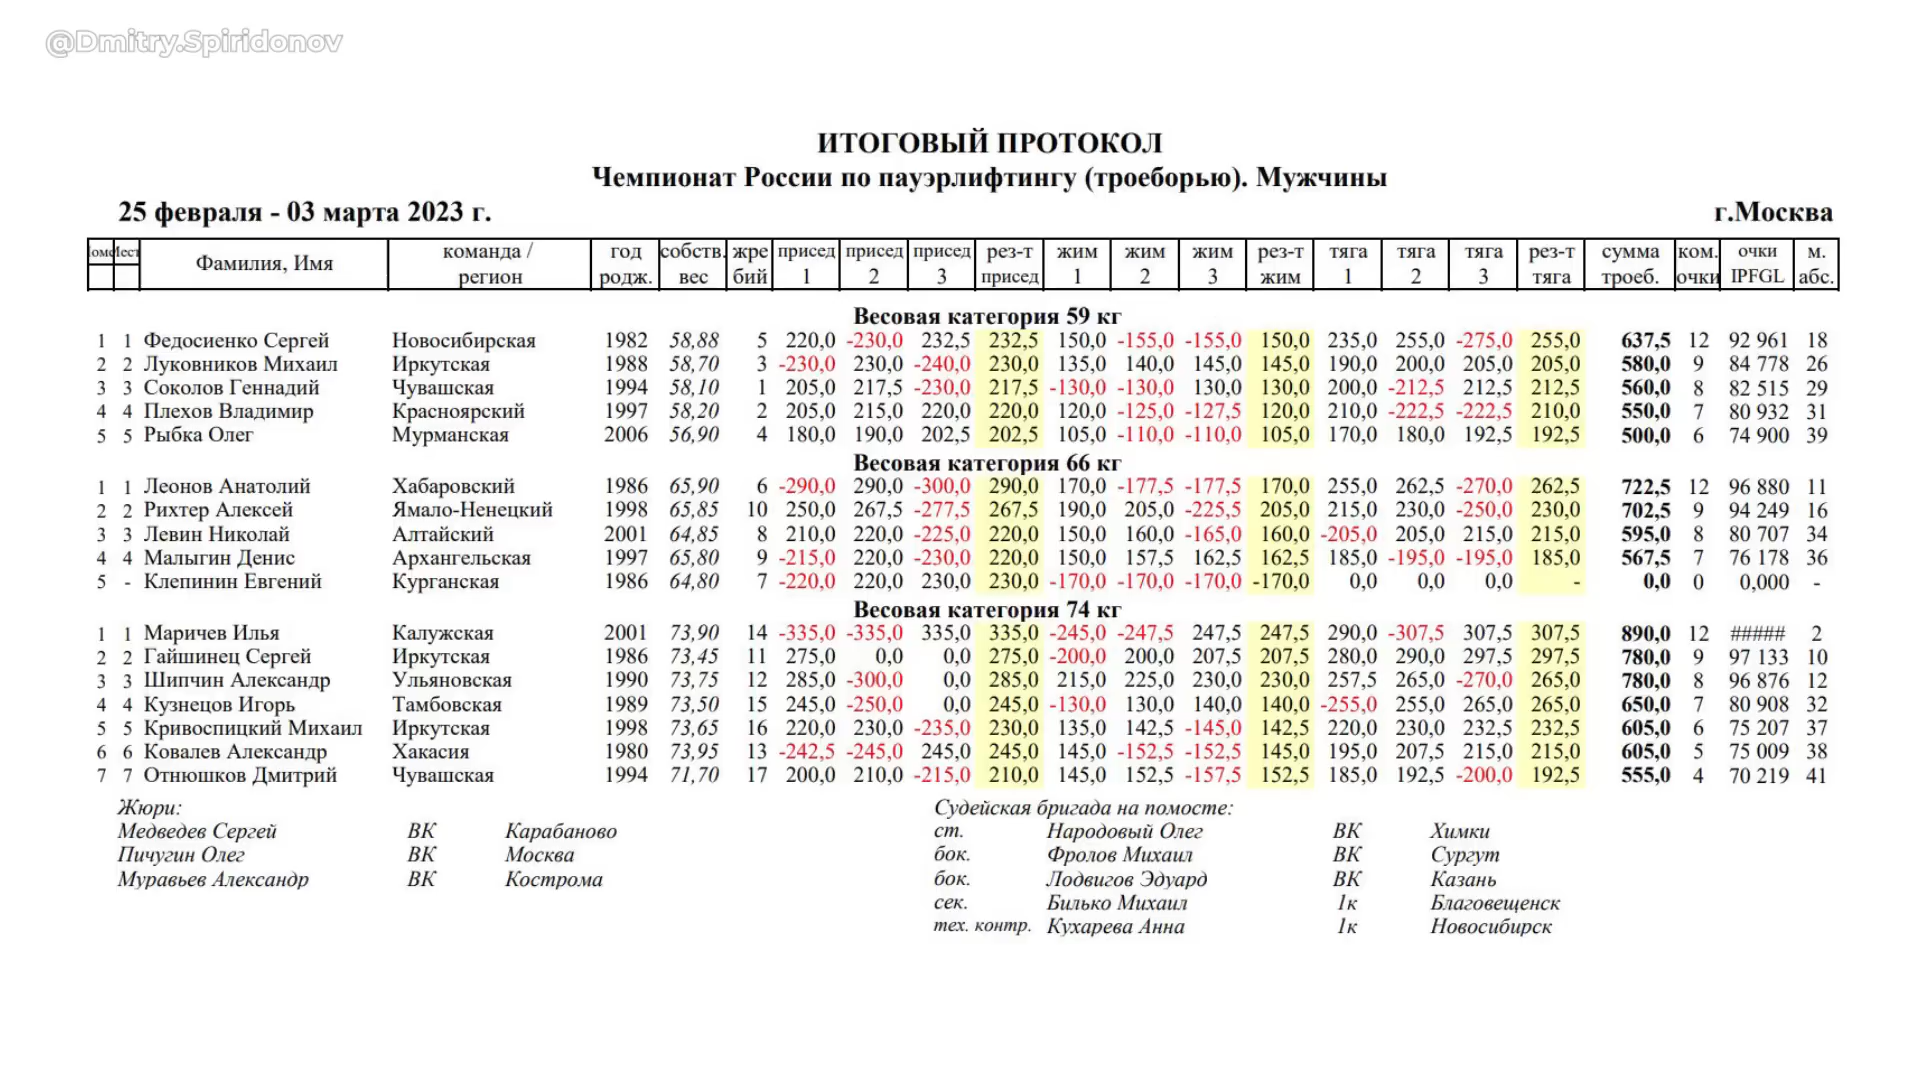 @Dmitry.Spiridonov
ИТОГОВЫЙ ПРОТОКОЛ
Чемпионат России по пауэрлифтингу (троеборью). Мужчины
25 февраля - 03 марта 2023 г. г.Москва
Фамилия, Имя команда / регион год родж. собств. вес жре бий присед 1 присед 2 присед 3 рез-т присед жим 1 жим 2 жим 3 рез-т жим тяга 1 тяга 2 тяга 3 рез-т тяга сумма троеб. ком. очки очки IPFGL м. абс.
Весовая категория 59 кг
1 1 Федосиенко Сергей Новосибирская 1982 58,88 5 220,0 -230,0 232,5 232,5 150,0 -155,0 -155,0 150,0 235,0 255,0 -275,0 255,0 637,5 12 92 961 18
2 2 Луковников Михаил Иркутская 1988 58,70 3 -230,0 230,0 -240,0 230,0 135,0 140,0 145,0 145,0 190,0 200,0 205,0 205,0 580,0 9 84 778 26
3 3 Соколов Геннадий Чувашская 1994 58,10 1 205,0 217,5 -230,0 217,5 -130,0 -130,0 130,0 130,0 200,0 -212,5 212,5 212,5 560,0 8 82 515 29
4 4 Плехов Владимир Красноярский 1997 58,20 2 205,0 215,0 220,0 220,0 120,0 -125,0 -127,5 120,0 210,0 -222,5 -222,5 210,0 550,0 7 80 932 31
5 5 Рыбка Олег Мурманская 2006 56,90 4 180,0 190,0 202,5 202,5 105,0 -110,0 -110,0 105,0 170,0 180,0 192,5 192,5 500,0 6 74 900 39
Весовая категория 66 кг
1 1 Леонов Анатолий Хабаровский 1986 65,90 6 -290,0 290,0 -300,0 290,0 170,0 -177,5 -177,5 170,0 255,0 262,5 -270,0 262,5 722,5 12 96 880 11
2 2 Рихтер Алексей Ямало-Ненецкий 1998 65,85 10 250,0 267,5 -277,5 267,5 190,0 205,0 -225,5 205,0 215,0 230,0 -250,0 230,0 702,5 9 94 249 16
3 3 Левин Николай Алтайский 2001 64,85 8 210,0 220,0 -225,0 220,0 150,0 160,0 -165,0 160,0 -205,0 205,0 215,0 215,0 595,0 8 80 707 34
4 4 Малыгин Денис Архангельская 1997 65,80 9 -215,0 220,0 -230,0 220,0 150,0 157,5 162,5 162,5 185,0 -195,0 -195,0 185,0 567,5 7 76 178 36
5 - Клепинин Евгений Курганская 1986 64,80 7 -220,0 220,0 230,0 230,0 -170,0 -170,0 -170,0 -170,0 0,0 0,0 0,0 - 0,0 0 0,000 -
Весовая категория 74 кг
1 1 Маричев Илья Калужская 2001 73,90 14 -335,0 -335,0 335,0 335,0 -245,0 -247,5 247,5 247,5 290,0 -307,5 307,5 307,5 890,0 12 ##### 2
2 2 Гайшинец Сергей Иркутская 1986 73,45 11 275,0 0,0 0,0 275,0 -200,0 200,0 207,5 207,5 280,0 290,0 297,5 297,5 780,0 9 97 133 10
3 3 Шипчин Александр Ульяновская 1990 73,75 12 285,0 -300,0 0,0 285,0 215,0 225,0 230,0 230,0 257,5 265,0 -270,0 265,0 780,0 8 96 876 12
4 4 Кузнецов Игорь Тамбовская 1989 73,50 15 245,0 -250,0 0,0 245,0 -130,0 130,0 140,0 140,0 -255,0 255,0 265,0 265,0 650,0 7 80 908 32
5 5 Кривоспицкий Михаил Иркутская 1998 73,65 16 220,0 230,0 -235,0 230,0 135,0 142,5 -145,0 142,5 220,0 230,0 232,5 232,5 605,0 6 75 207 37
6 6 Ковалев Александр Хакасия 1980 73,95 13 -242,5 -245,0 245,0 245,0 145,0 -152,5 -152,5 145,0 195,0 207,5 215,0 215,0 605,0 5 75 009 38
7 7 Отнюшков Дмитрий Чувашская 1994 71,70 17 200,0 210,0 -215,0 210,0 145,0 152,5 -157,5 152,5 185,0 192,5 -200,0 192,5 555,0 4 70 219 41
Жюри: Судейская бригада на помосте:
Медведев Сергей ВК Карабаново ст. Народовый Олег ВК Химки
Пичугин Олег ВК Москва бок. Фролов Михаил ВК Сургут
Муравьев Александр ВК Кострома бок. Лодвигов Эдуард ВК Казань
сек. Билько Михаил 1к Благовещенск
тех. контр. Кухарева Анна 1к Новосибирск